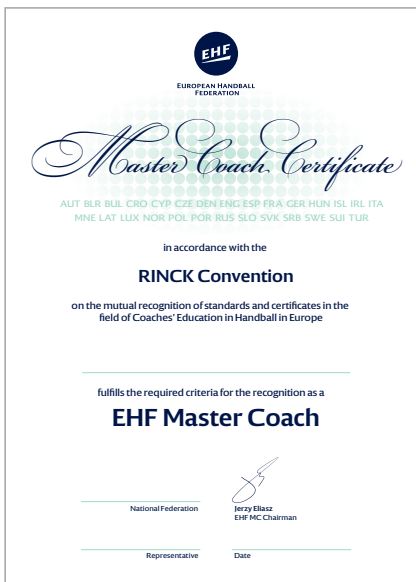 EHF
EUROPEAN HANDBALL
FEDERATION
Master Coach Certificate
AUT BLR BUL CRO CYP CZE DEN ENG ESP FRA GER HUN ISL IRL ITA
MNE LAT LUX NOR POL POR RUS SLO SVK SRB SWE SUI TUR
in accordance with the
RINCK Convention
on the mutual recognition of standards and certificates in the
field of Coaches' Education in Handball in Europe
fulfills the required criteria for the recognition as a
EHF Master Coach
National Federation
Jerzy Eliasz
EHF MC Chairman
Representative
Date